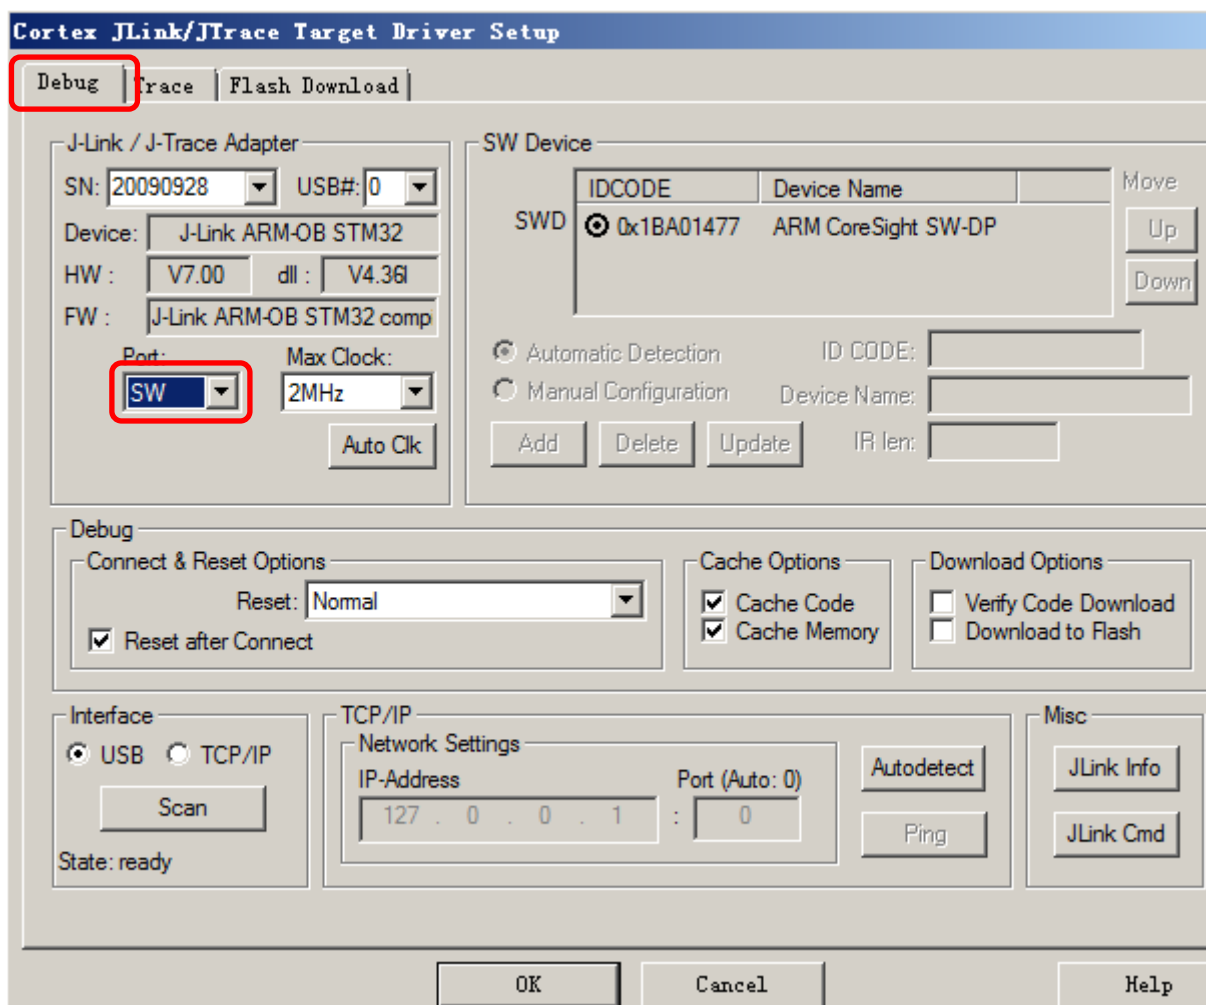 Cortex JLink/JTrace Target Driver Setup
Debug Trace Flash Download
J-Link / J-Trace Adapter
SN: 20090928 USB#: 0
Device: J-Link ARM-OB STM32
HW : V7.00 dll : V4.36l
FW : J-Link ARM-OB STM32 comp
Port: Max Clock:
SW 2MHz
Auto Clk
SW Device
IDCODE Device Name Move
SWD 0x1BA01477 ARM CoreSight SW-DP Up
Down
Automatic Detection ID CODE:
Manual Configuration Device Name:
Add Delete Update IR len:
Debug
Connect & Reset Options
Reset: Normal
Reset after Connect
Cache Options
Cache Code
Cache Memory
Download Options
Verify Code Download
Download to Flash
Interface
USB TCP/IP
Scan
State: ready
TCP/IP
Network Settings
IP-Address Port (Auto: 0)
127 . 0 . 0 . 1 : 0
Autodetect
Ping
Misc
JLink Info
JLink Cmd
OK Cancel Help